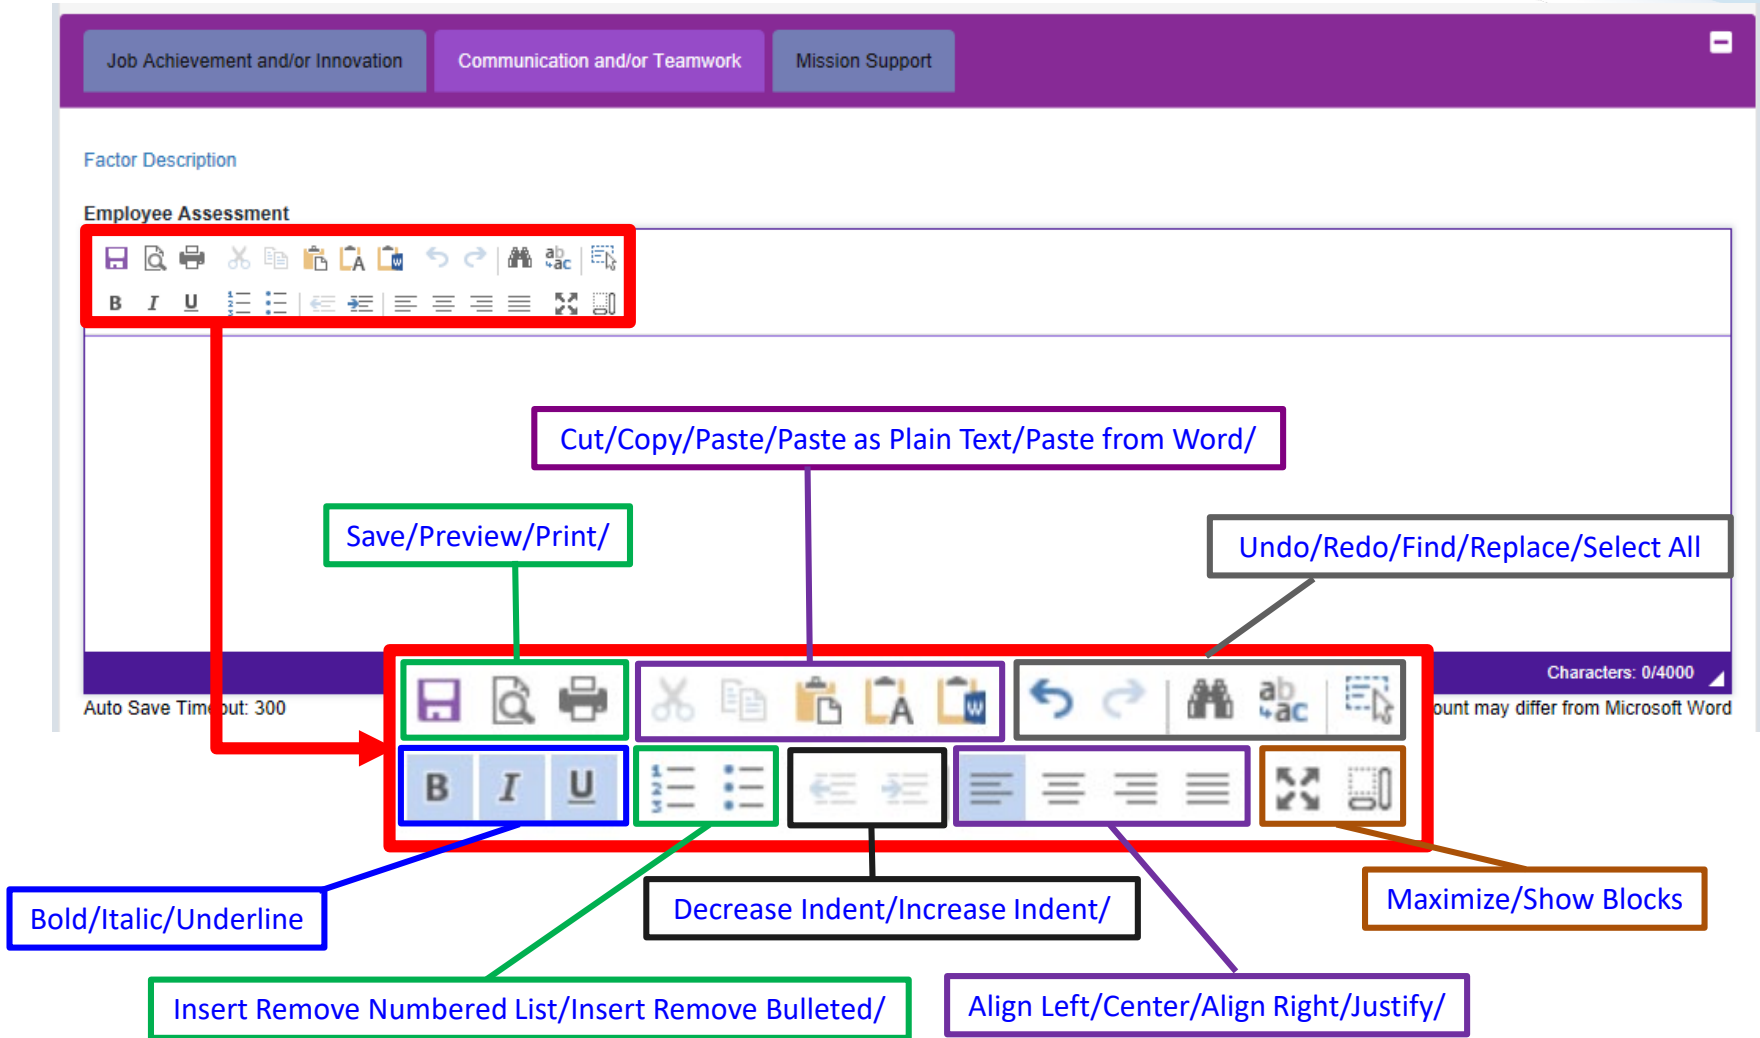 Job Achievement and/or Innovation
Communication and/or Teamwork
Mission Support
Factor Description
Employee Assessment
B I U
Cut/Copy/Paste/Paste as Plain Text/Paste from Word/
Save/Preview/Print/
Undo/Redo/Find/Replace/Select All
Characters: 0/4000
Auto Save Timeout: 300
ount may differ from Microsoft Word
B I U
Bold/Italic/Underline
Decrease Indent/Increase Indent/
Maximize/Show Blocks
Insert Remove Numbered List/Insert Remove Bulleted/
Align Left/Center/Align Right/Justify/